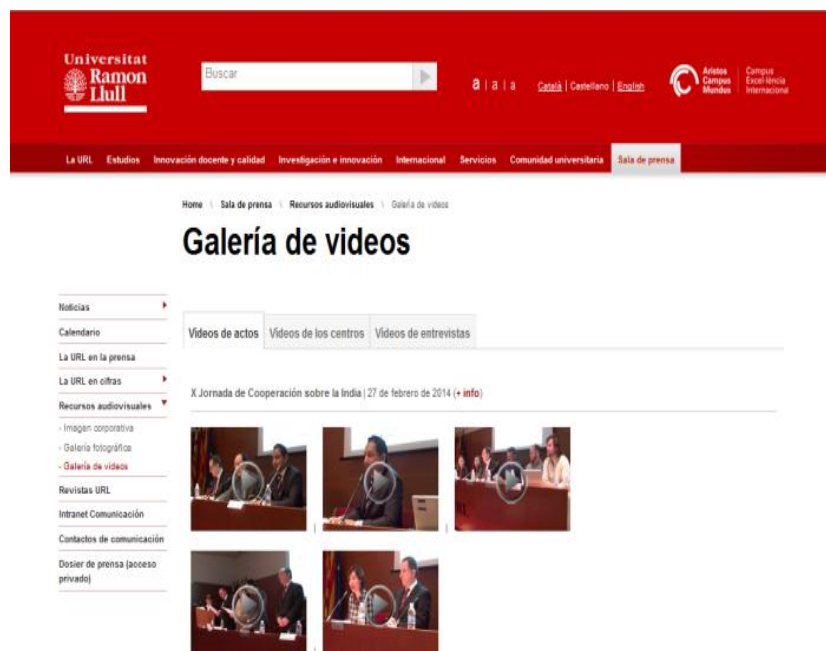 Universitat
Ramon
Llull
Buscar
a | a | a
Català | Castellano | English
Aristos
Campus
Mundus
Campus
Excel·lència
Internacional
La URL Estudios Innovación docente y calidad Investigación e innovación Internacional Servicios Comunidad universitaria Sala de prensa
Home \ Sala de prensa \ Recursos audiovisuales \ Galería de videos
Galería de videos
Noticias
Calendario
La URL en la prensa
La URL en cifras
Recursos audiovisuales
- Imagen corporativa
- Galería fotográfica
- Galería de videos
Revistas URL
Intranet Comunicación
Contactos de comunicación
Dosier de prensa (acceso
privado)
Videos de actos Videos de los centros Videos de entrevistas
X Jornada de Cooperación sobre la India | 27 de febrero de 2014 (+ info)